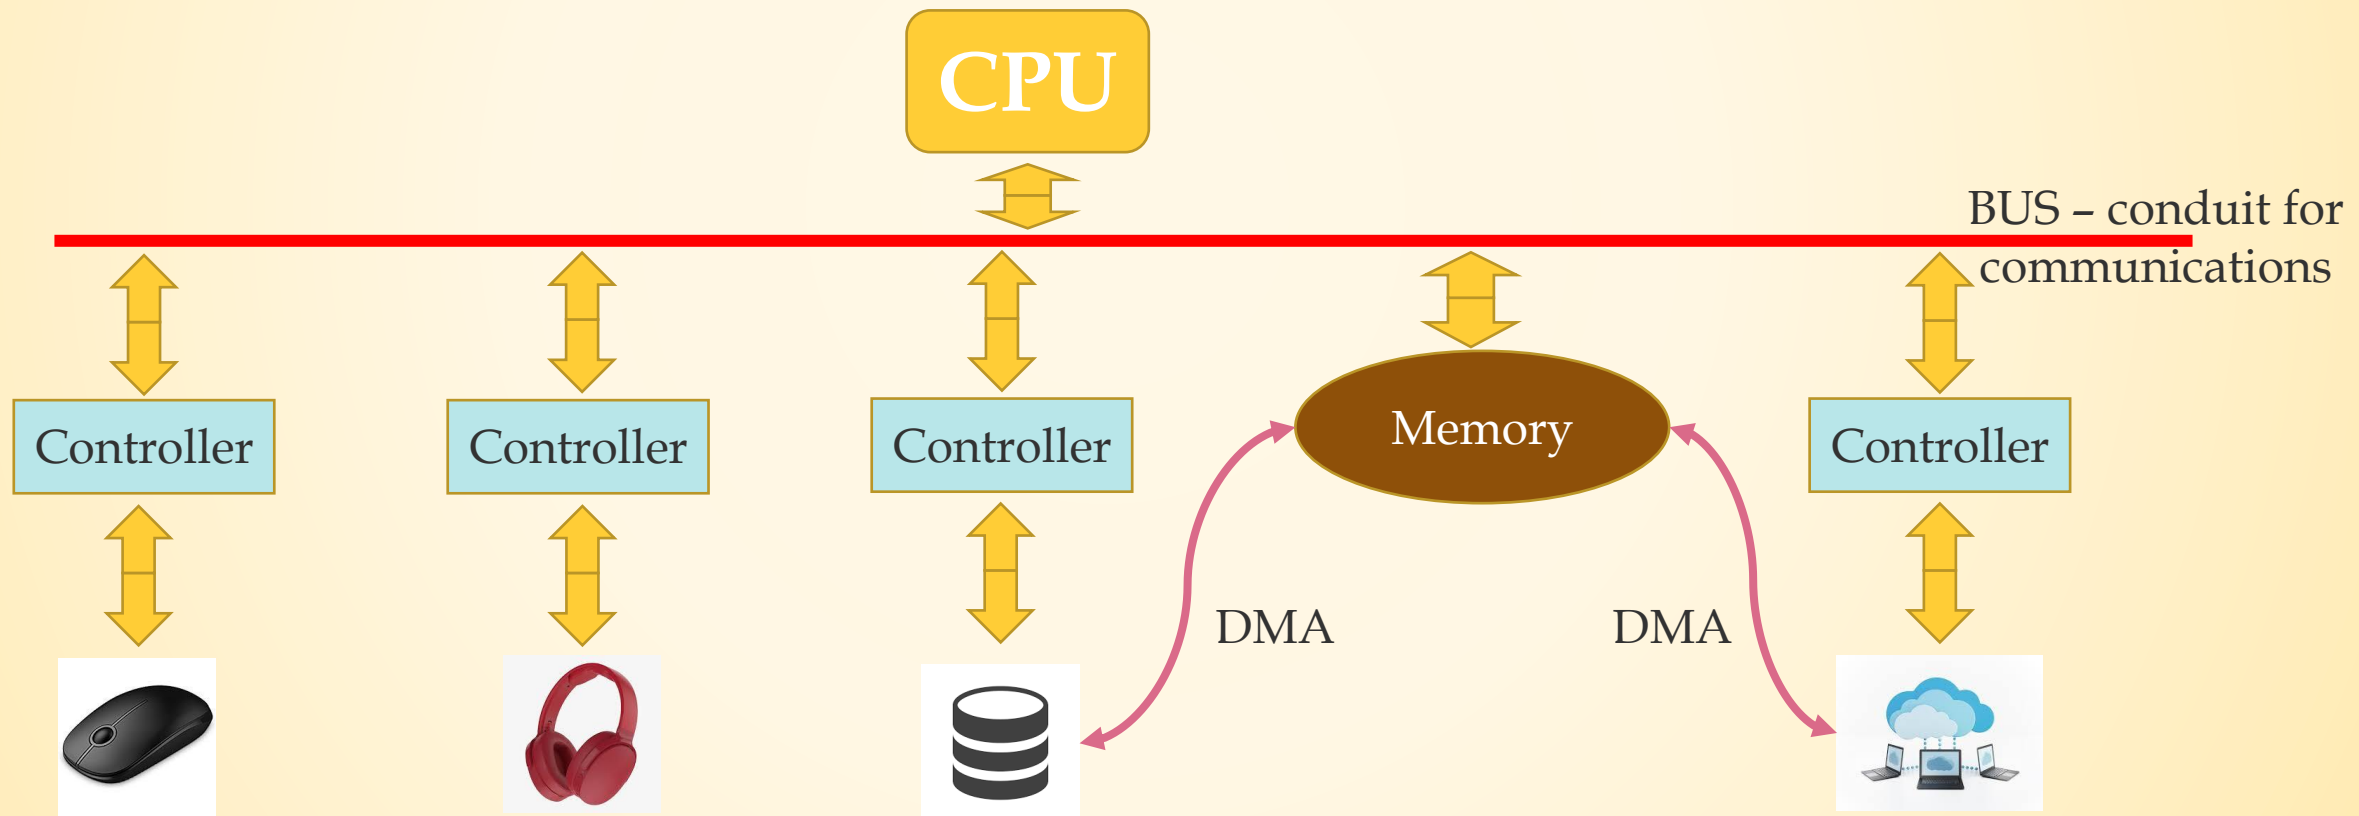 CPU
BUS – conduit for
communications
Controller
Controller
Controller
Memory
Controller
DMA
DMA